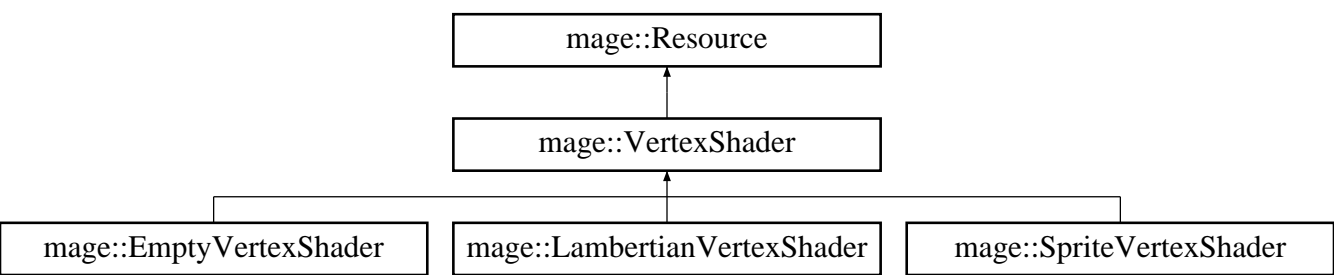 mage::Resource
mage::VertexShader
mage::EmptyVertexShader
mage::LambertianVertexShader
mage::SpriteVertexShader